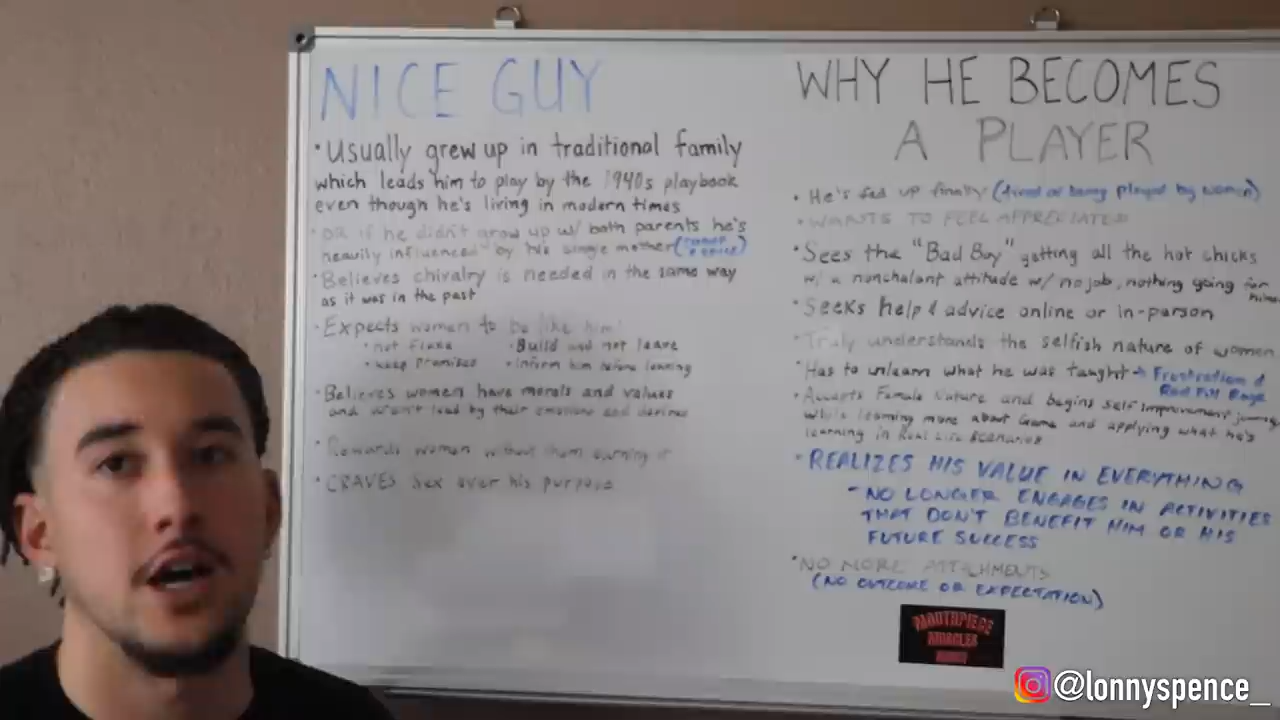 NICE GUY
• Usually grew up in traditional family
which leads him to play by the 1940s playbook
even though he's living in modern times
• OR if he didn't grow up w/ both parents he's
heavily influenced by his single mother
• Believes chivalry is needed in the same way
as it was in the past
• Expects women to be like him!
• not flake
• Build and not leave
• keep promises
• inform him before leaving
• Believes women have morals and values
and aren't lead by their emotions and desires
• Rewards women without them earning it
• CRAVES sex over his purpose
WHY HE BECOMES
A PLAYER
• He's fed up finally (tired of being played by women)
• WANTS TO FEEL APPRECIATED
• Sees the "Bad Boy" getting all the hot chicks
w/ a nonchalant attitude w/ no job, nothing going for
him
• Seeks help & advice online or in-person
• Truly understands the selfish nature of women
• Has to unlearn what he was taught → Frustration &
Red Pill Rage
• Accepts Female Nature and begins self improvement journey
while learning more about Game and applying what he's
learning in Real Life Scenarios
• REALIZES HIS VALUE IN EVERYTHING
- NO LONGER ENGAGES IN ACTIVITIES
THAT DON'T BENEFIT HIM OR HIS
FUTURE SUCCESS
• NO MORE ATTACHMENTS
(NO OUTCOME OR EXPECTATION)
MOUTHPIECE
MUSCLES
MONEY
@lonnyspence_